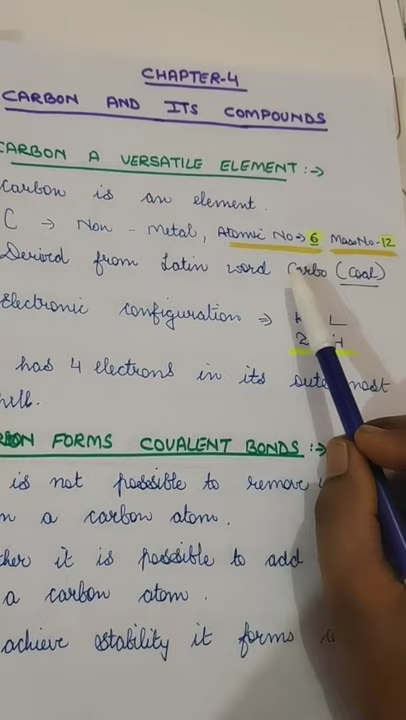 CHAPTER-4
CARBON AND ITS COMPOUNDS
CARBON A VERSATILE ELEMENT :→
Carbon is an element.
C → Non-Metal, Atomic No→ 6 Mass No-12
Derived from Latin word Carbo (Coal)
Electronic configuration ⇒ L
2
has 4 electrons in its outermost
FORMS COVALENT BONDS :→
is not possible to remove
a carbon atom.
it is possible to add
a carbon atom.
achieve stability it forms